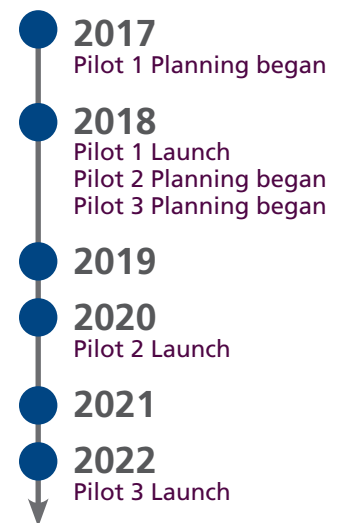 2017
Pilot 1 Planning began
2018
Pilot 1 Launch
Pilot 2 Planning began
Pilot 3 Planning began
2019
2020
Pilot 2 Launch
2021
2022
Pilot 3 Launch